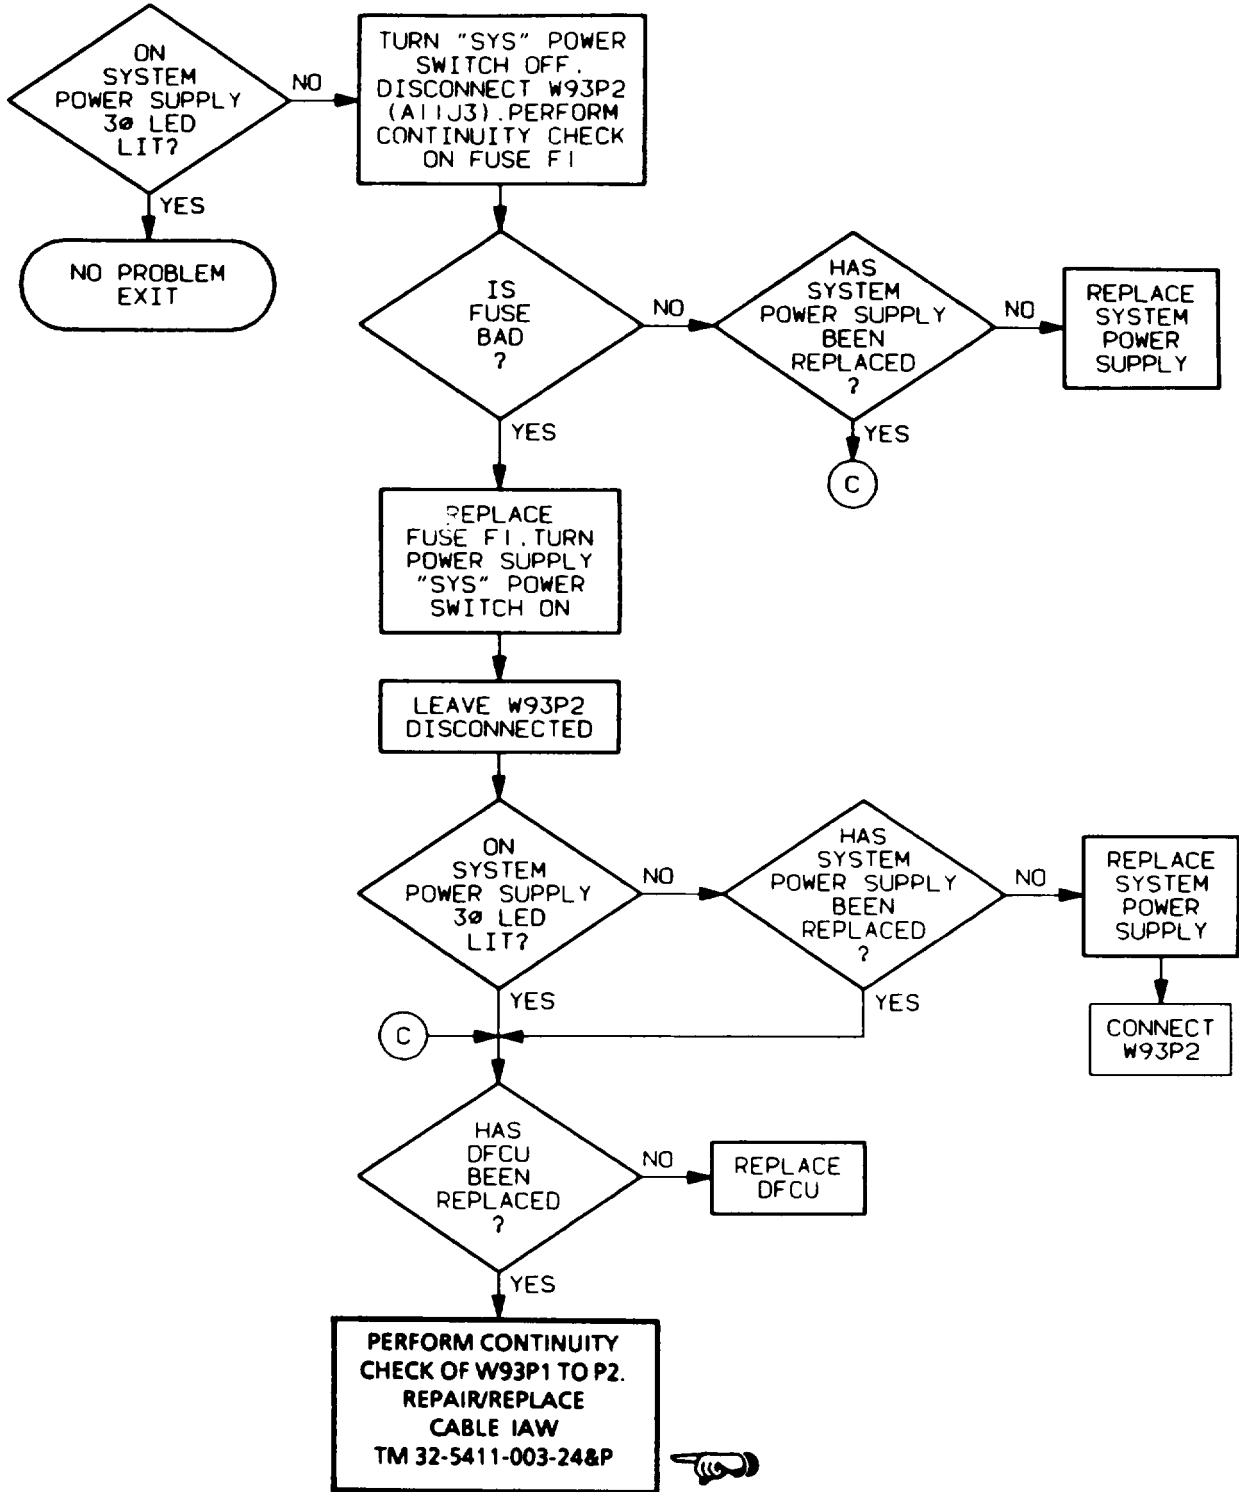 ON
SYSTEM
POWER SUPPLY
3ø LED
LIT?
NO
YES
NO PROBLEM
EXIT
TURN "SYS" POWER
SWITCH OFF.
DISCONNECT W93P2
(A11J3).PERFORM
CONTINUITY CHECK
ON FUSE F1
IS
FUSE
BAD
?
NO
YES
HAS
SYSTEM
POWER SUPPLY
BEEN
REPLACED
?
NO
YES
C
REPLACE
SYSTEM
POWER
SUPPLY
REPLACE
FUSE F1.TURN
POWER SUPPLY
"SYS" POWER
SWITCH ON
LEAVE W93P2
DISCONNECTED
ON
SYSTEM
POWER SUPPLY
3ø LED
LIT?
NO
YES
HAS
SYSTEM
POWER SUPPLY
BEEN
REPLACED
?
NO
YES
REPLACE
SYSTEM
POWER
SUPPLY
CONNECT
W93P2
C
HAS
DFCU
BEEN
REPLACED
?
NO
YES
REPLACE
DFCU
PERFORM CONTINUITY
CHECK OF W93P1 TO P2.
REPAIR/REPLACE
CABLE IAW
TM 32-5411-003-24&P